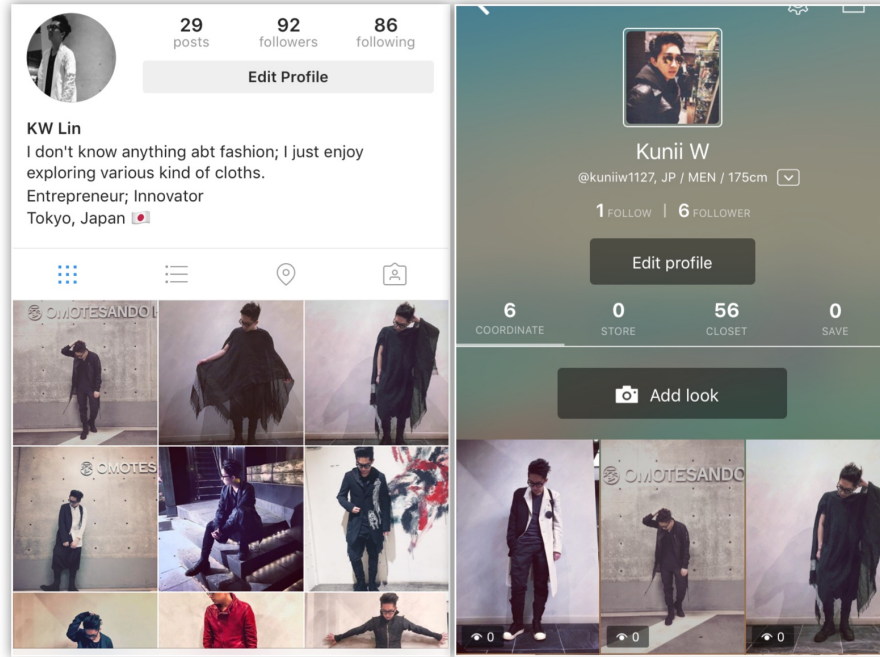 29
92
86
posts
followers
following
Edit Profile
KW Lin
I don't know anything abt fashion; I just enjoy
exploring various kind of cloths.
Entrepreneur; Innovator
Tokyo, Japan 🇯🇵
OMOTESANDO
OMOTES
Kunii W
@kuniiw1127, JP / MEN / 175cm
1 FOLLOW | 6 FOLLOWER
Edit profile
6
0
56
0
COORDINATE
STORE
CLOSET
SAVE
Add look
OMOTESANDO
0
0
0